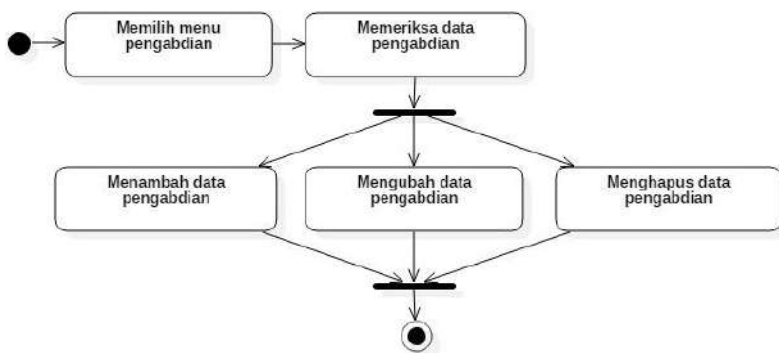 Memilih menu
pengabdian
Memeriksa data
pengabdian
Menambah data
pengabdian
Mengubah data
pengabdian
Menghapus data
pengabdian